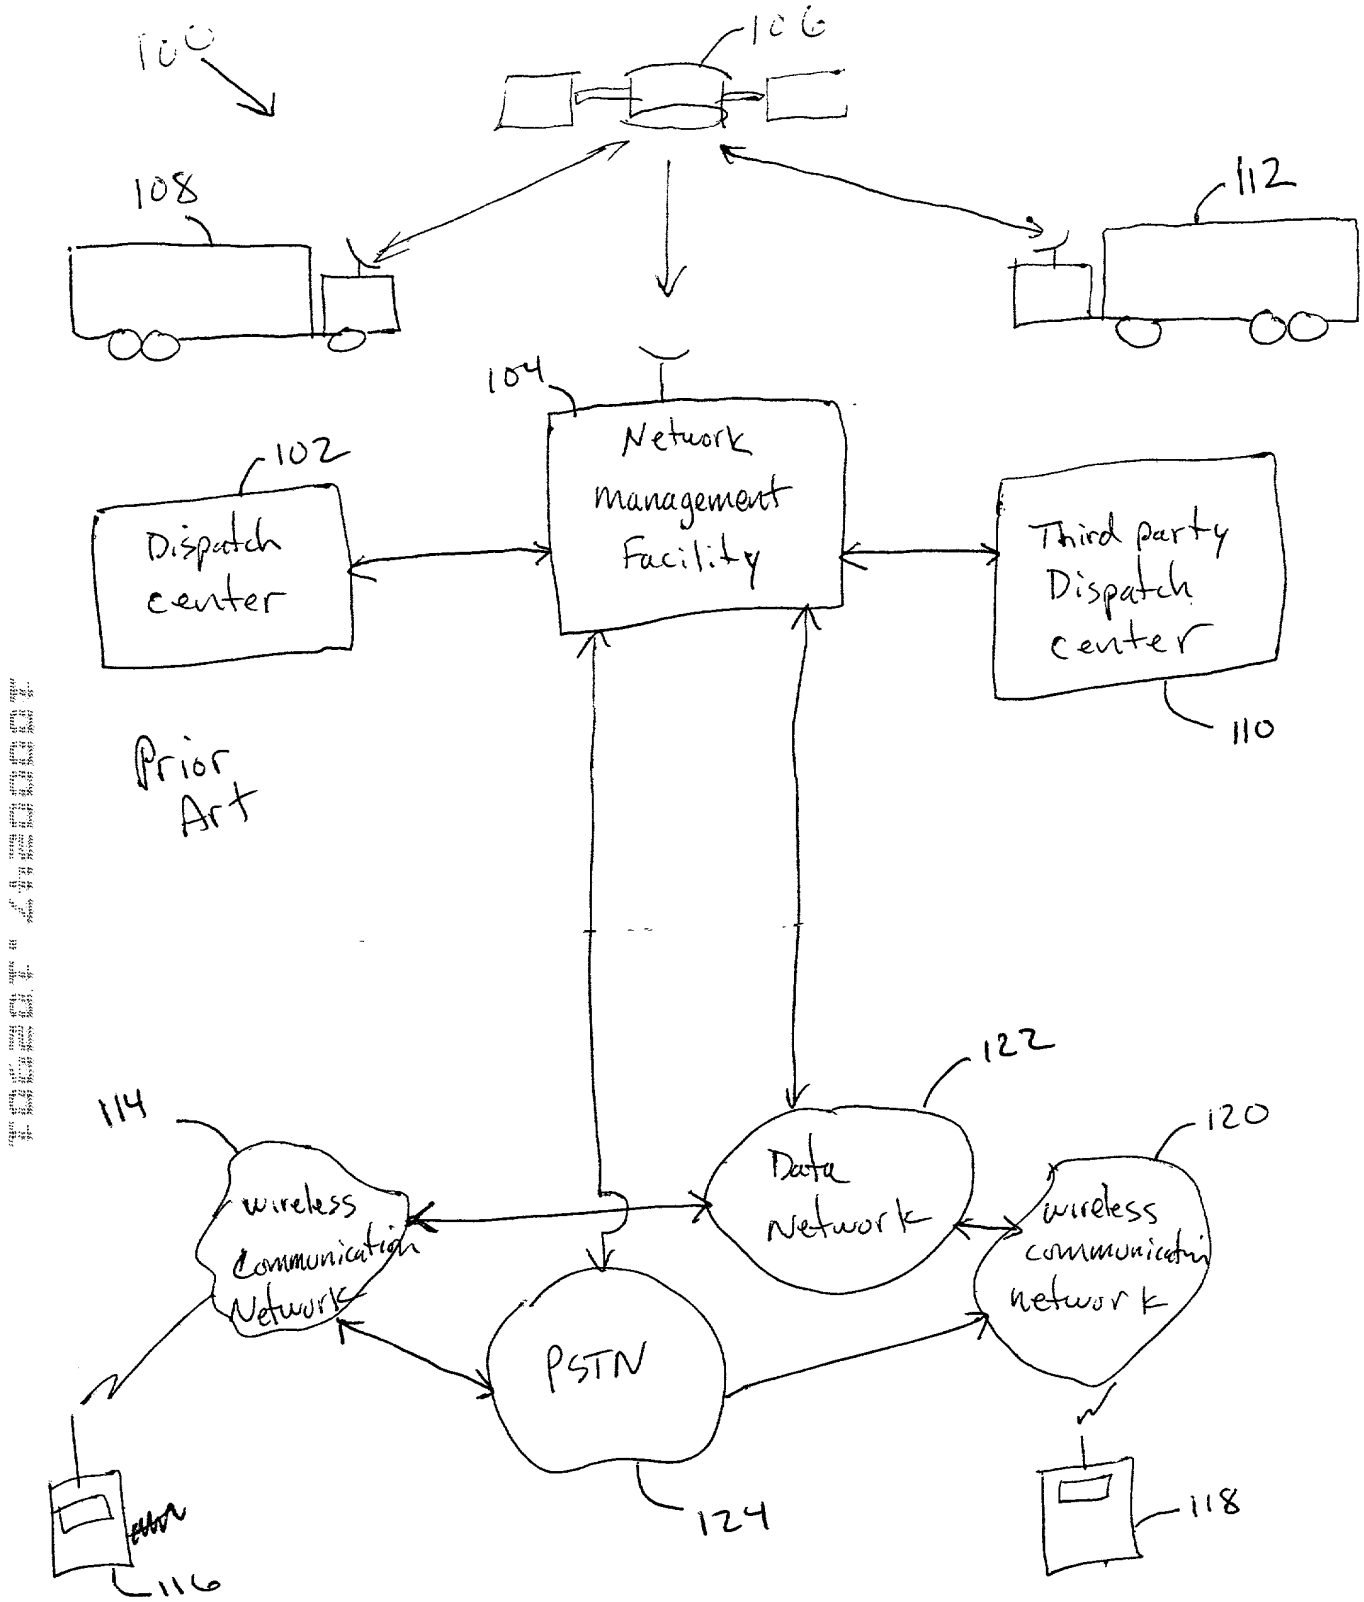 100
106
108
112
104
Network
management
Facility
102
Dispatch
center
Third party
Dispatch
center
110
Prior
Art
122
114
120
Data
Network
wireless
Communication
Network
wireless
communicatin
network
PSTN
124
118
116